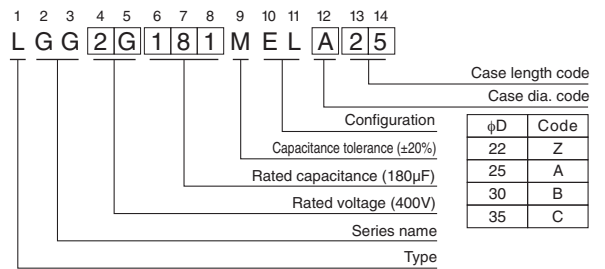 1 2 3 4 5 6 7 8 9 10 11 12 13 14
L G G 2 G 1 8 1 M E L A 2 5
Case length code
Case dia. code
Configuration
Capacitance tolerance (±20%)
Rated capacitance (180µF)
Rated voltage (400V)
Series name
Type
ϕD Code
22 Z
25 A
30 B
35 C